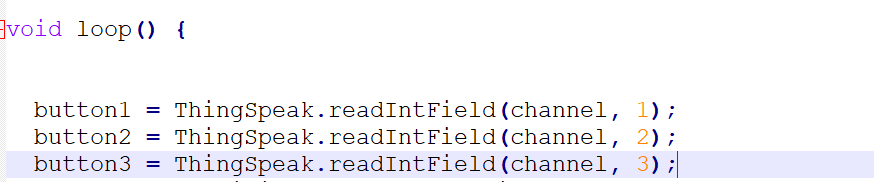 void loop() {
button1 = ThingSpeak.readIntField(channel, 1);
button2 = ThingSpeak.readIntField(channel, 2);
button3 = ThingSpeak.readIntField(channel, 3);